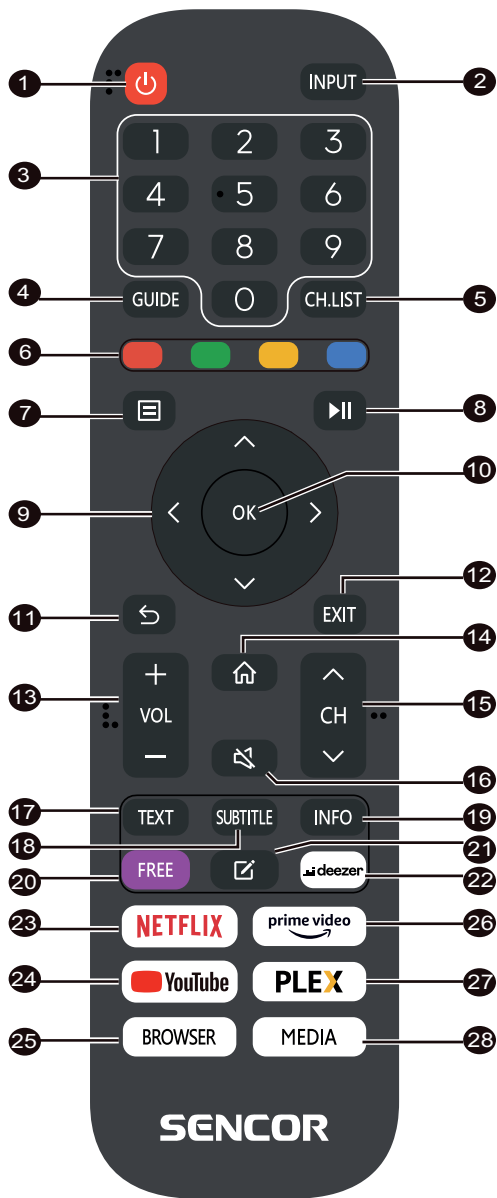 1
2
INPUT
3
1 2 3
4 5 6
7 8 9
4
GUIDE 0 CH.LIST
5
6
7
8
9
OK
10
11
12
EXIT
13
+
VOL
−
14
15
CH
16
17
TEXT SUBTITLE INFO
18
19
20
FREE
21
deezer
22
23
NETFLIX
prime video
26
24
YouTube
PLEX
27
25
BROWSER
MEDIA
28
SENCOR